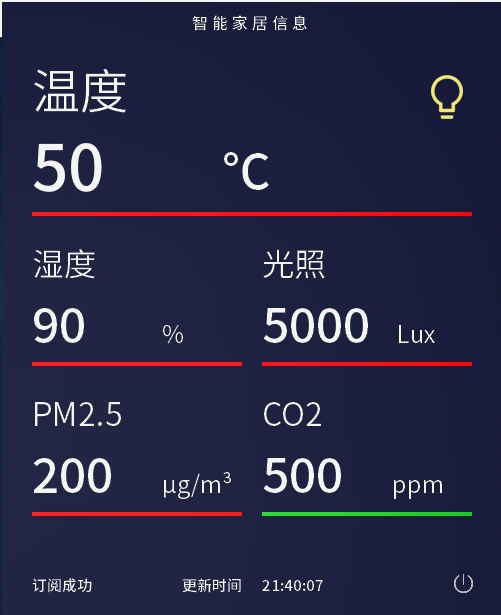 智能家居信息
温度
50 °C
湿度 光照
90 % 5000 Lux
PM2.5 CO2
200 μg/m³ 500 ppm
订阅成功 更新时间 21:40:07